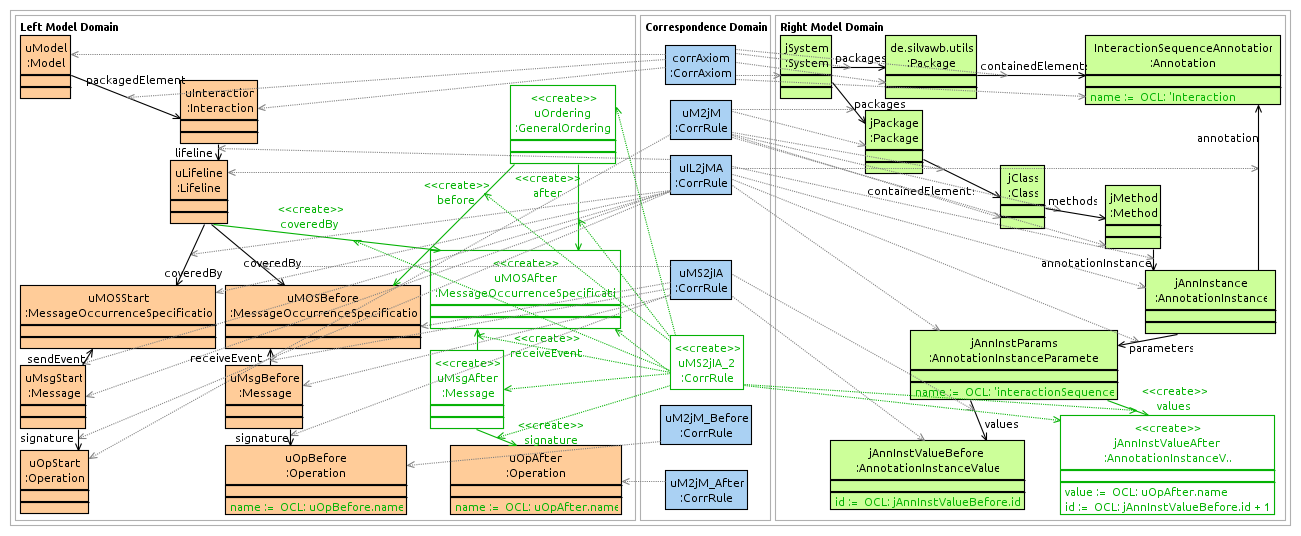 Left Model Domain
uModel
:Model
packagedElement
uInteraction
:Interaction
lifeline
uLifeline
:Lifeline
<<create>>
uOrdering
:GeneralOrdering
<<create>>
before
<<create>>
after
<<create>>
coveredBy
coveredBy
coveredBy
<<create>>
uMOSAfter
:MessageOccurrenceSpecificati
uMOSStart
:MessageOccurrenceSpecificatio
uMOSBefore
:MessageOccurrenceSpecificatio
sendEvent
receiveEvent
<<create>>
receiveEvent
uMsgStart
:Message
uMsgBefore
:Message
<<create>>
uMsgAfter
:Message
signature
signature
<<create>>
signature
uOpStart
:Operation
uOpBefore
:Operation
name := OCL: uOpBefore.name
uOpAfter
:Operation
name := OCL: uOpAfter.name
Correspondence Domain
corrAxiom
:CorrAxiom
uM2jM
:CorrRule
uIL2jMA
:CorrRule
uMS2jIA
:CorrRule
<<create>>
uMS2jIA_2
:CorrRule
uM2jM_Before
:CorrRule
uM2jM_After
:CorrRule
Right Model Domain
jSystem
:System
packages
de.silvawb.utils
:Package
containedElement:
InteractionSequenceAnnotation
:Annotation
name := OCL: 'Interaction
packages
jPackage
:Package
annotation
containedElement:
jClass
:Class
methods
jMethod
:Method
annotationInstance
jAnnInstance
:AnnotationInstance
parameters
jAnnInstParams
:AnnotationInstanceParamete
name := OCL: 'interactionSequence
values
<<create>>
values
jAnnInstValueBefore
:AnnotationInstanceValue
id := OCL: jAnnInstValueBefore.id
<<create>>
jAnnInstValueAfter
:AnnotationInstanceV..
value := OCL: uOpAfter.name
id := OCL: jAnnInstValueBefore.id + 1